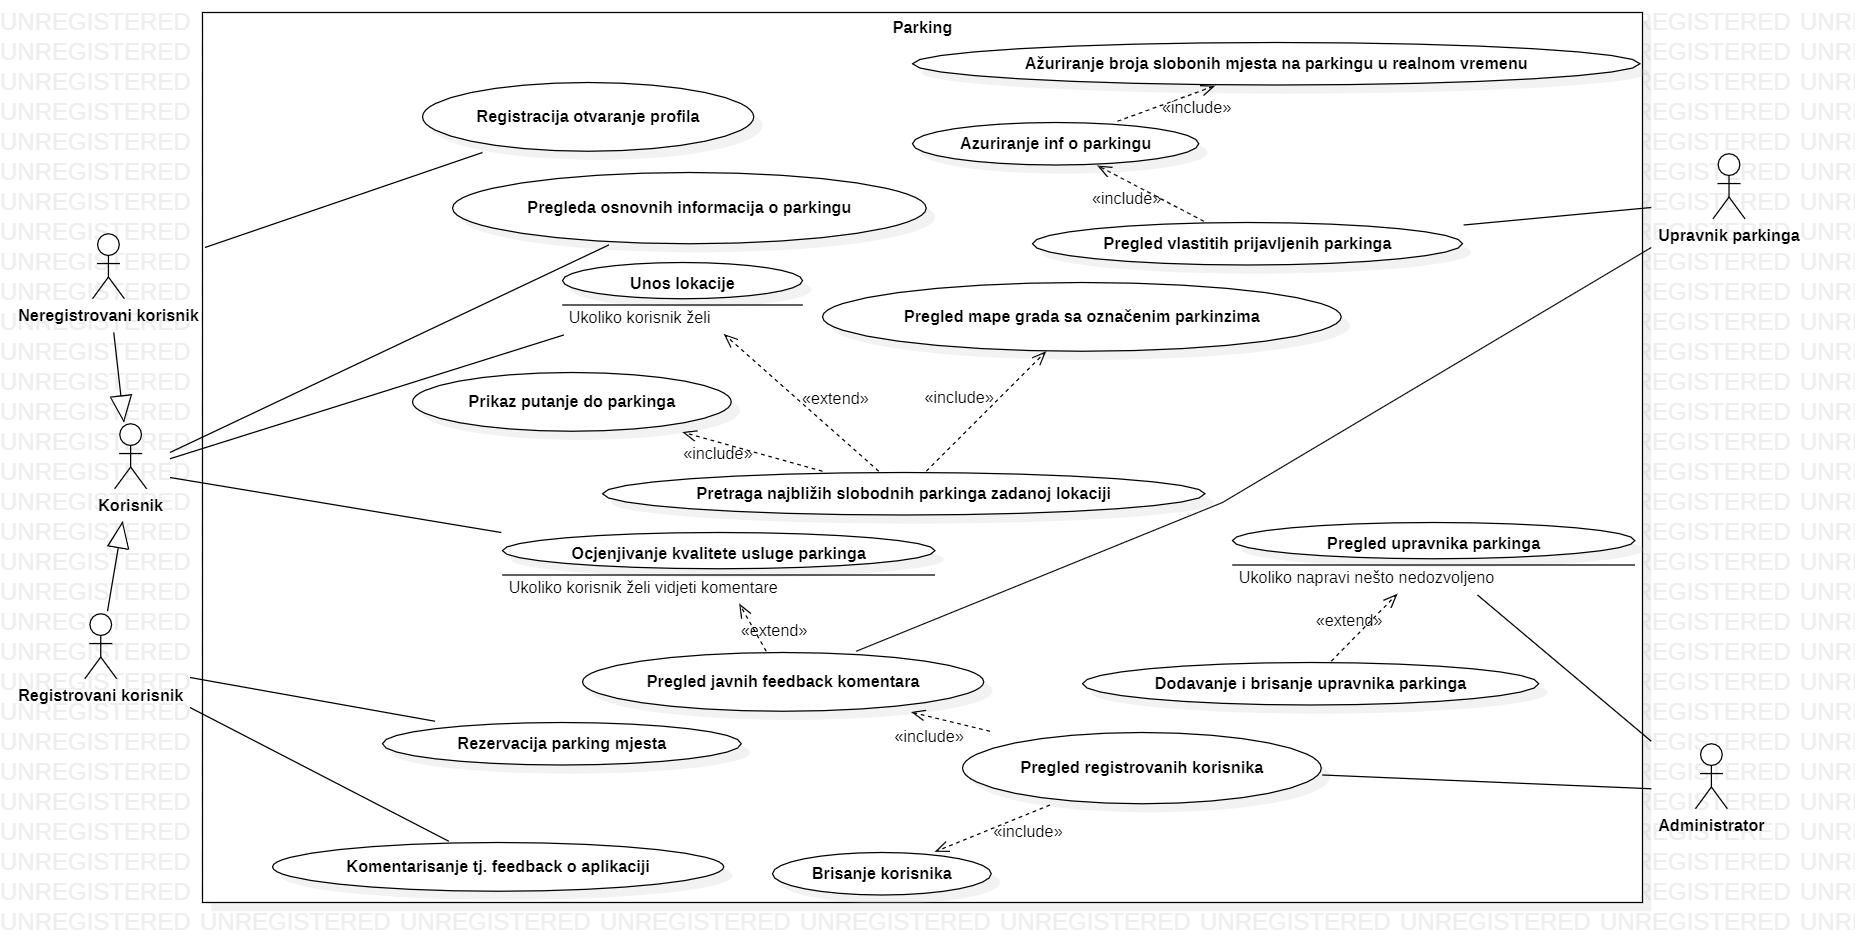 Parking
Ažuriranje broja slobonih mjesta na parkingu u realnom vremenu
«include»
Registracija otvaranje profila
Azuriranje inf o parkingu
«include»
Pregleda osnovnih informacija o parkingu
Pregled vlastitih prijavljenih parkinga
Upravnik parkinga
Unos lokacije
Ukoliko korisnik želi
Neregistrovani korisnik
Pregled mape grada sa označenim parkinzima
Prikaz putanje do parkinga
«extend»
«include»
«include»
Pretraga najbližih slobodnih parkinga zadanoj lokaciji
Korisnik
Ocjenjivanje kvalitete usluge parkinga
Ukoliko korisnik želi vidjeti komentare
Pregled upravnika parkinga
Ukoliko napravi nešto nedozvoljeno
«extend»
«extend»
Pregled javnih feedback komentara
Dodavanje i brisanje upravnika parkinga
Registrovani korisnik
«include»
Rezervacija parking mjesta
Pregled registrovanih korisnika
Administrator
«include»
Komentarisanje tj. feedback o aplikaciji
Brisanje korisnika
UNREGISTERED UNREGISTERED UNREGISTERED UNREGISTERED UNREGISTERED UNREGISTERED UNREGISTERED UNREGISTERED UNREGISTERED UNR